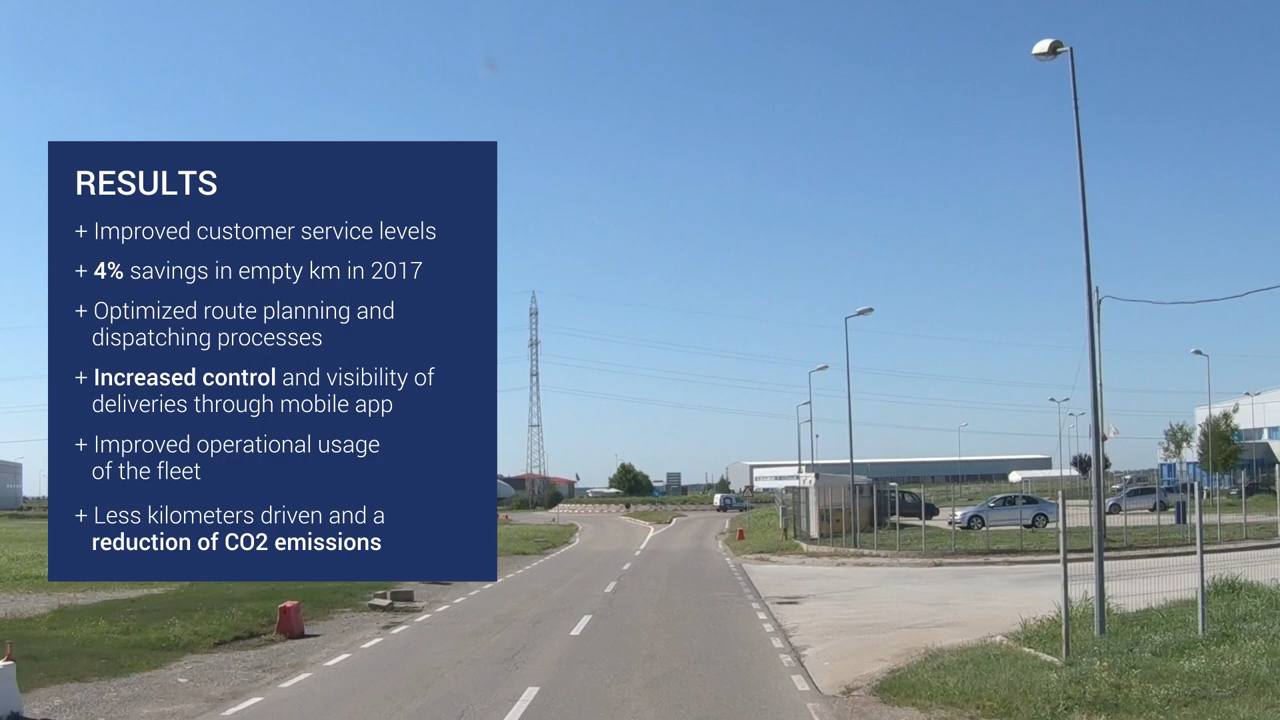 RESULTS
+ Improved customer service levels
+ 4% savings in empty km in 2017
+ Optimized route planning and
dispatching processes
+ Increased control and visibility of
deliveries through mobile app
+ Improved operational usage
of the fleet
+ Less kilometers driven and a
reduction of CO2 emissions